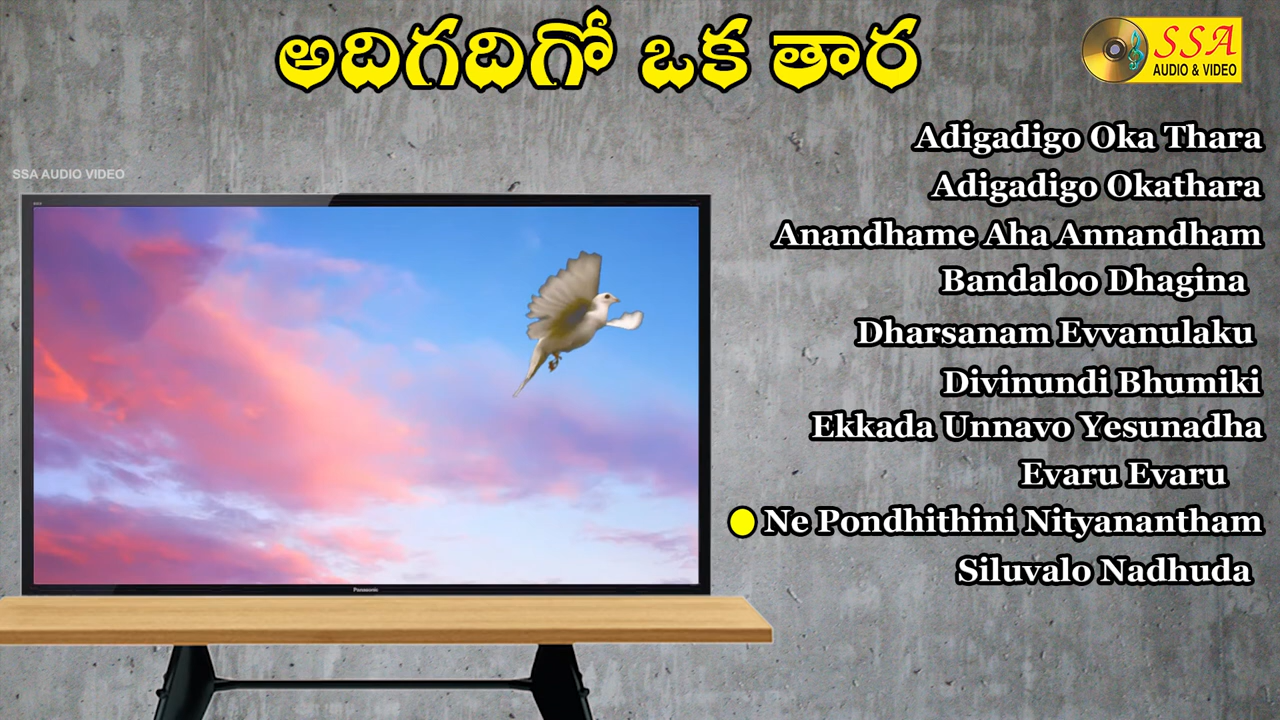 అదిగదిగో ఒక తార
SSA
AUDIO & VIDEO
Adigadigo Oka Thara
SSA AUDIO VIDEO
Adigadigo Okathara
Anandhame Aha Annandham
Bandaloo Dhagina
Dharsanam Evvanulaku
Divinundi Bhumiki
Ekkada Unnavo Yesunadha
Evaru Evaru
Ne Pondhithini Nityanantham
Siluvalo Nadhuda
Panasonic